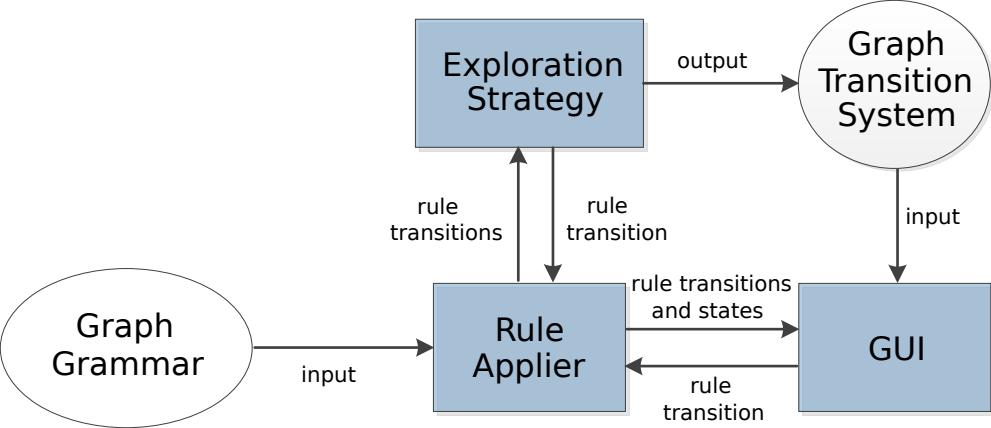 Exploration
Strategy
output
Graph
Transition
System
rule
transitions
rule
transition
input
Graph
Grammar
input
Rule
Applier
rule transitions
and states
rule
transition
GUI